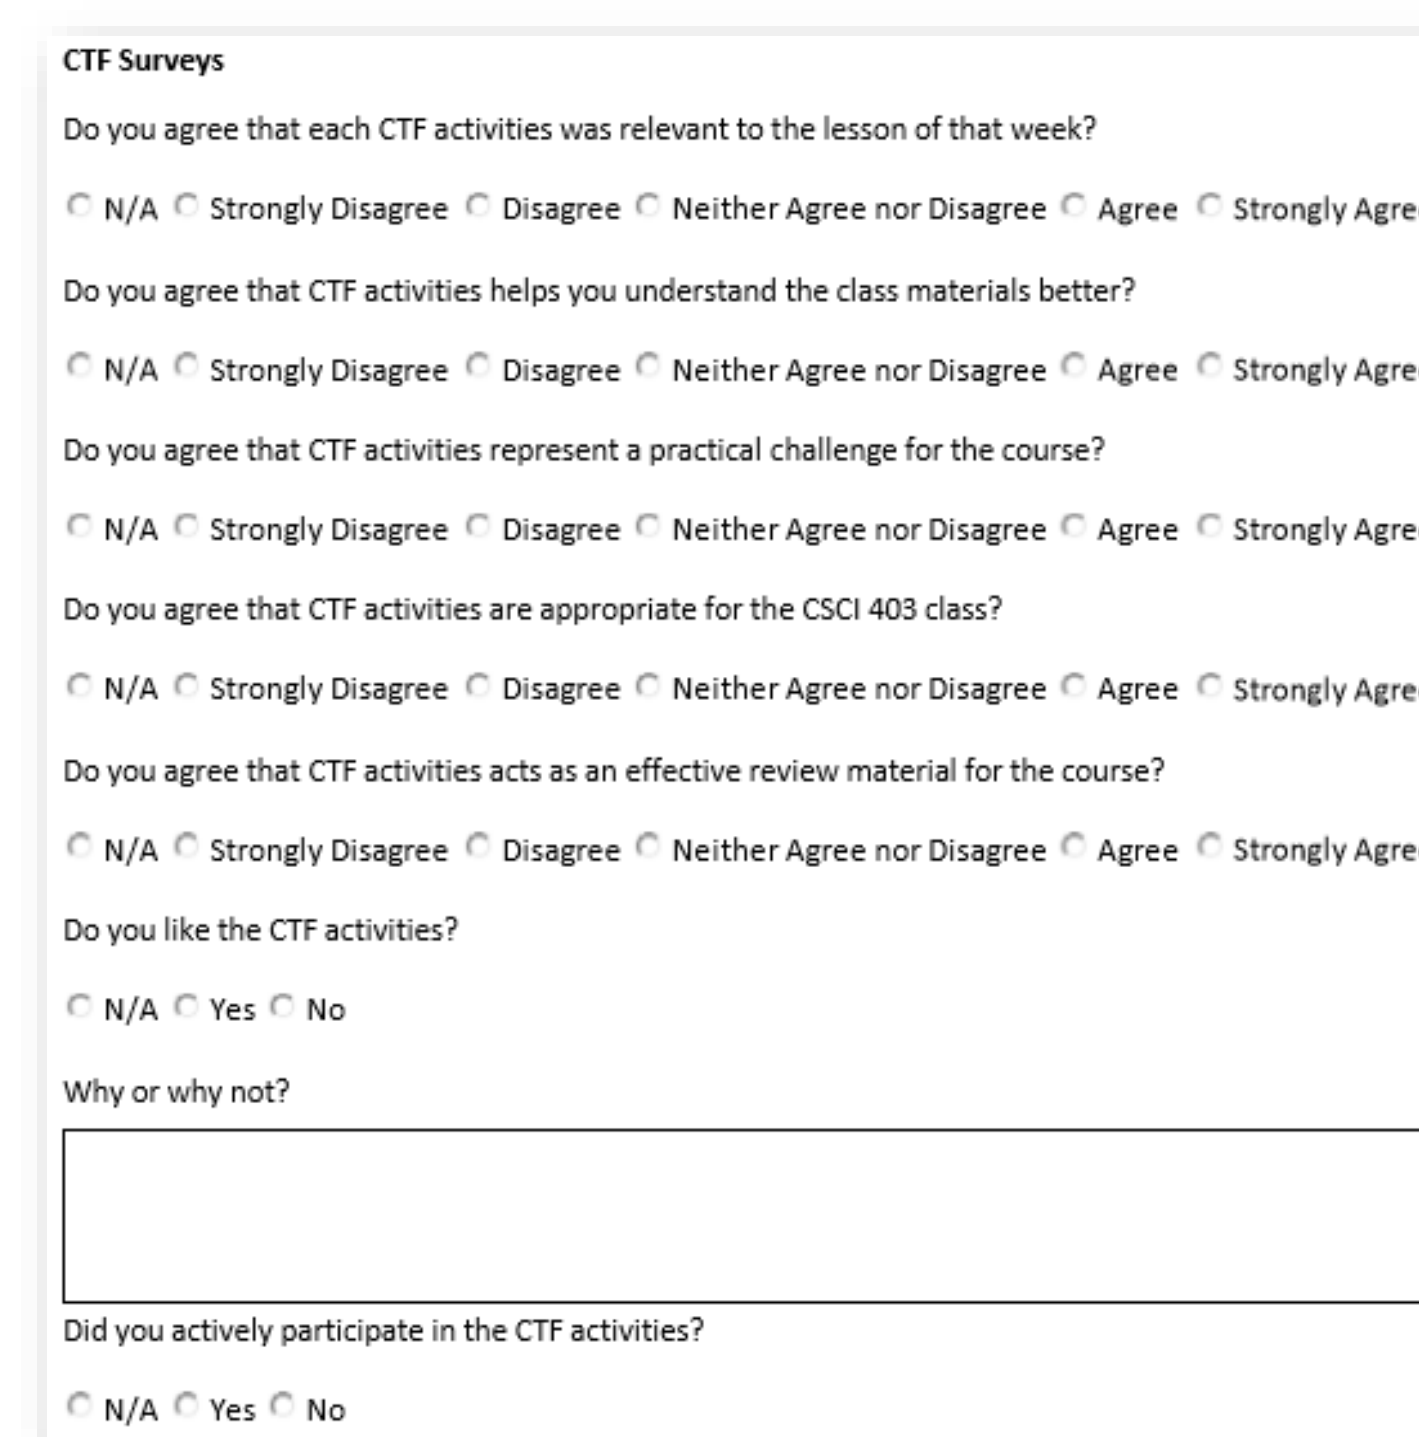 CTF Surveys
Do you agree that each CTF activities was relevant to the lesson of that week?
N/A Strongly Disagree Disagree Neither Agree nor Disagree Agree Strongly Agre
Do you agree that CTF activities helps you understand the class materials better?
N/A Strongly Disagree Disagree Neither Agree nor Disagree Agree Strongly Agre
Do you agree that CTF activities represent a practical challenge for the course?
N/A Strongly Disagree Disagree Neither Agree nor Disagree Agree Strongly Agre
Do you agree that CTF activities are appropriate for the CSCI 403 class?
N/A Strongly Disagree Disagree Neither Agree nor Disagree Agree Strongly Agre
Do you agree that CTF activities acts as an effective review material for the course?
N/A Strongly Disagree Disagree Neither Agree nor Disagree Agree Strongly Agre
Do you like the CTF activities?
N/A Yes No
Why or why not?
Did you actively participate in the CTF activities?
N/A Yes No